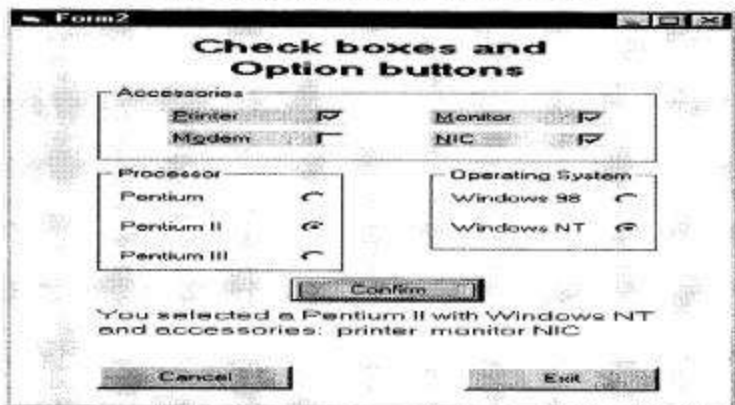 Form2
Check boxes and
Option buttons
Accessories
Printer Monitor
Modem NIC
Processor Operating System
Pentium Windows 98
Pentium II Windows NT
Pentium III
Confirm
You selected a Pentium II with Windows NT
and accessories: printer monitor NIC
Cancel Exit